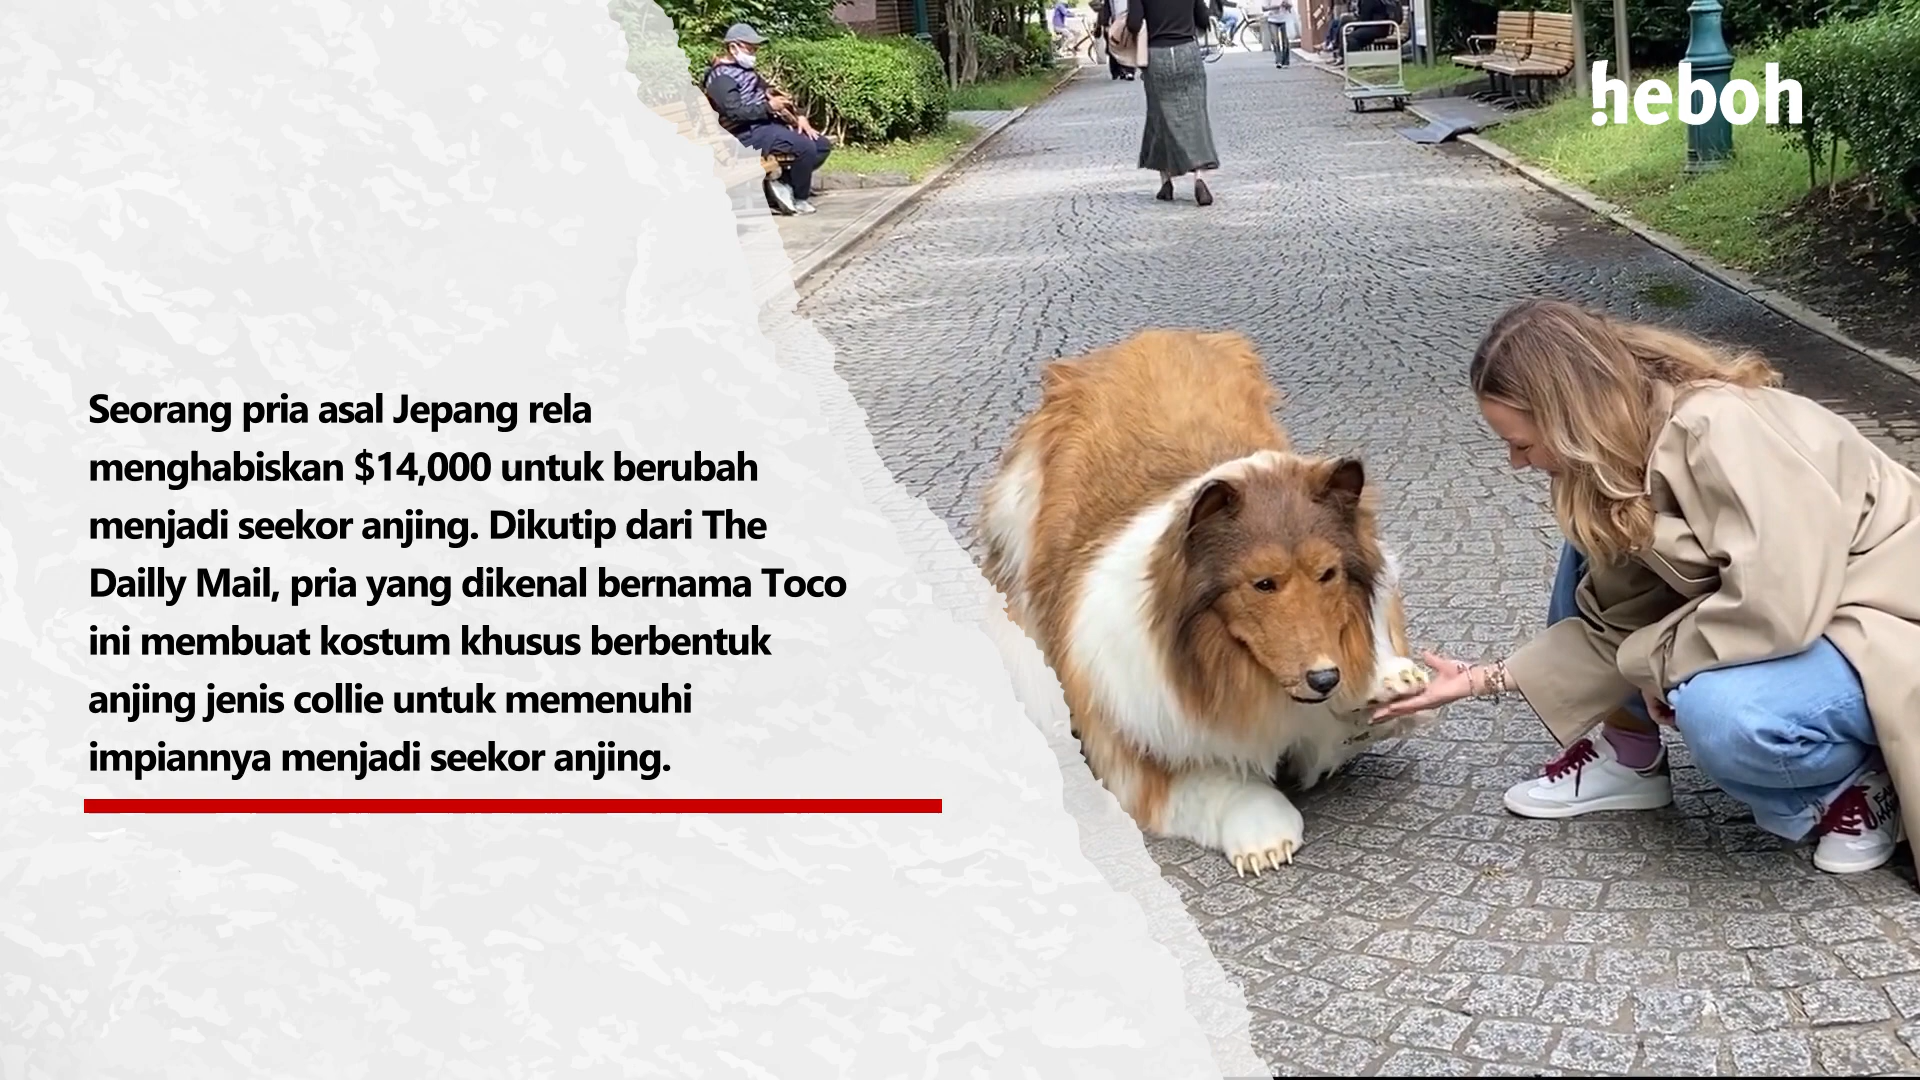 heboh
Seorang pria asal Jepang rela
menghabiskan $14,000 untuk berubah
menjadi seekor anjing. Dikutip dari The
Dailly Mail, pria yang dikenal bernama Toco
ini membuat kostum khusus berbentuk
anjing jenis collie untuk memenuhi
impiannya menjadi seekor anjing.